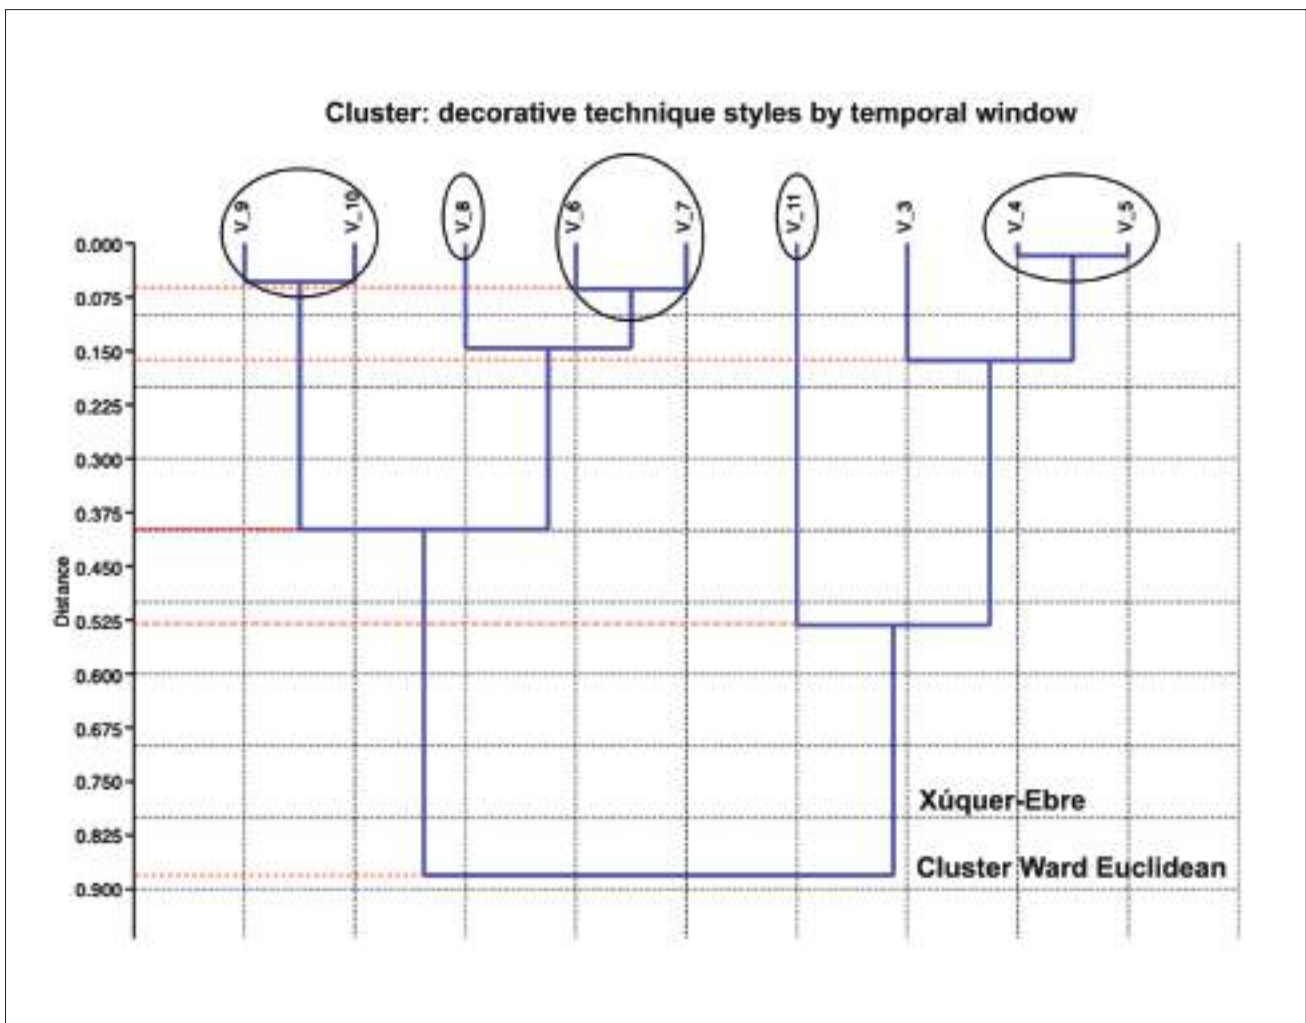 Cluster: decorative technique styles by temporal window
V_9
V_10
V_8
V_6
V_7
V_11
V_3
V_4
V_5
0.000
0.075
0.150
0.225
0.300
0.375
0.450
0.525
0.600
0.675
0.750
0.825
0.900
Distance
Xúquer-Ebre
Cluster Ward Euclidean